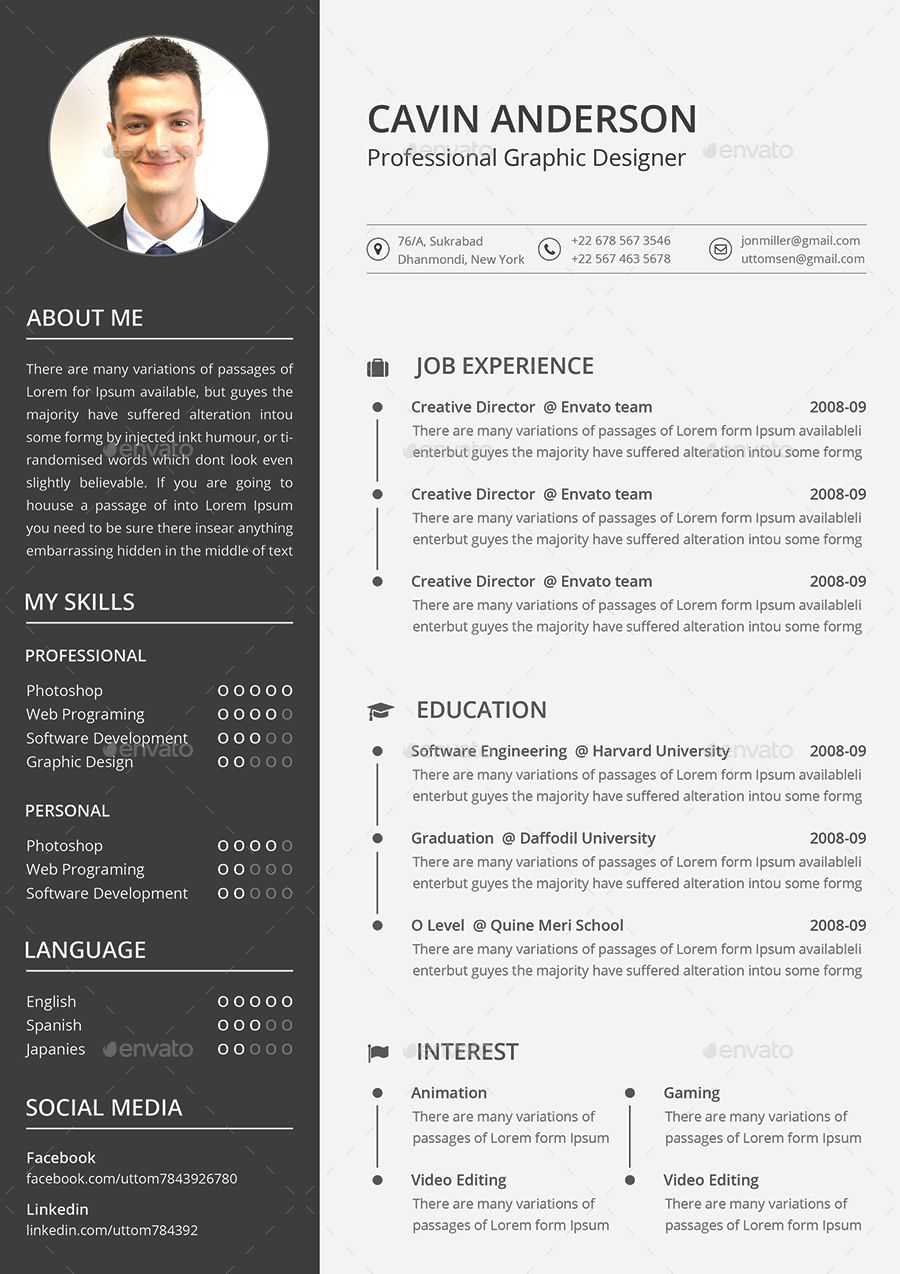 CAVIN ANDERSON
Professional Graphic Designer
76/A, Sukrabad
Dhanmondi, New York
+22 678 567 3546
+22 567 463 5678
jonmiller@gmail.com
uttomsen@gmail.com
ABOUT ME
There are many variations of passages of
Lorem for Ipsum available, but guyes the
majority have suffered alteration intou
some formg by injected inkt humour, or ti-
randomised words which dont look even
slightly believable. If you are going to
houuse a passage of into Lorem Ipsum
you need to be sure there insear anything
embarrassing hidden in the middle of text
MY SKILLS
PROFESSIONAL
Photoshop
Web Programing
Software Development
Graphic Design
PERSONAL
Photoshop
Web Programing
Software Development
LANGUAGE
English
Spanish
Japanies
SOCIAL MEDIA
Facebook
facebook.com/uttom7843926780
Linkedin
linkedin.com/uttom784392
JOB EXPERIENCE
Creative Director @ Envato team 2008-09
There are many variations of passages of Lorem form Ipsum availableli
enterbut guyes the majority have suffered alteration intou some formg
Creative Director @ Envato team 2008-09
There are many variations of passages of Lorem form Ipsum availableli
enterbut guyes the majority have suffered alteration intou some formg
Creative Director @ Envato team 2008-09
There are many variations of passages of Lorem form Ipsum availableli
enterbut guyes the majority have suffered alteration intou some formg
EDUCATION
Software Engineering @ Harvard University 2008-09
There are many variations of passages of Lorem form Ipsum availableli
enterbut guyes the majority have suffered alteration intou some formg
Graduation @ Daffodil University 2008-09
There are many variations of passages of Lorem form Ipsum availableli
enterbut guyes the majority have suffered alteration intou some formg
O Level @ Quine Meri School 2008-09
There are many variations of passages of Lorem form Ipsum availableli
enterbut guyes the majority have suffered alteration intou some formg
INTEREST
Animation
There are many variations of
passages of Lorem form Ipsum
Video Editing
There are many variations of
passages of Lorem form Ipsum
Gaming
There are many variations of
passages of Lorem form Ipsum
Video Editing
There are many variations of
passages of Lorem form Ipsum
envato
envato
envato
envato
envato
envato
envato
envato
envato
envato
envato
envato